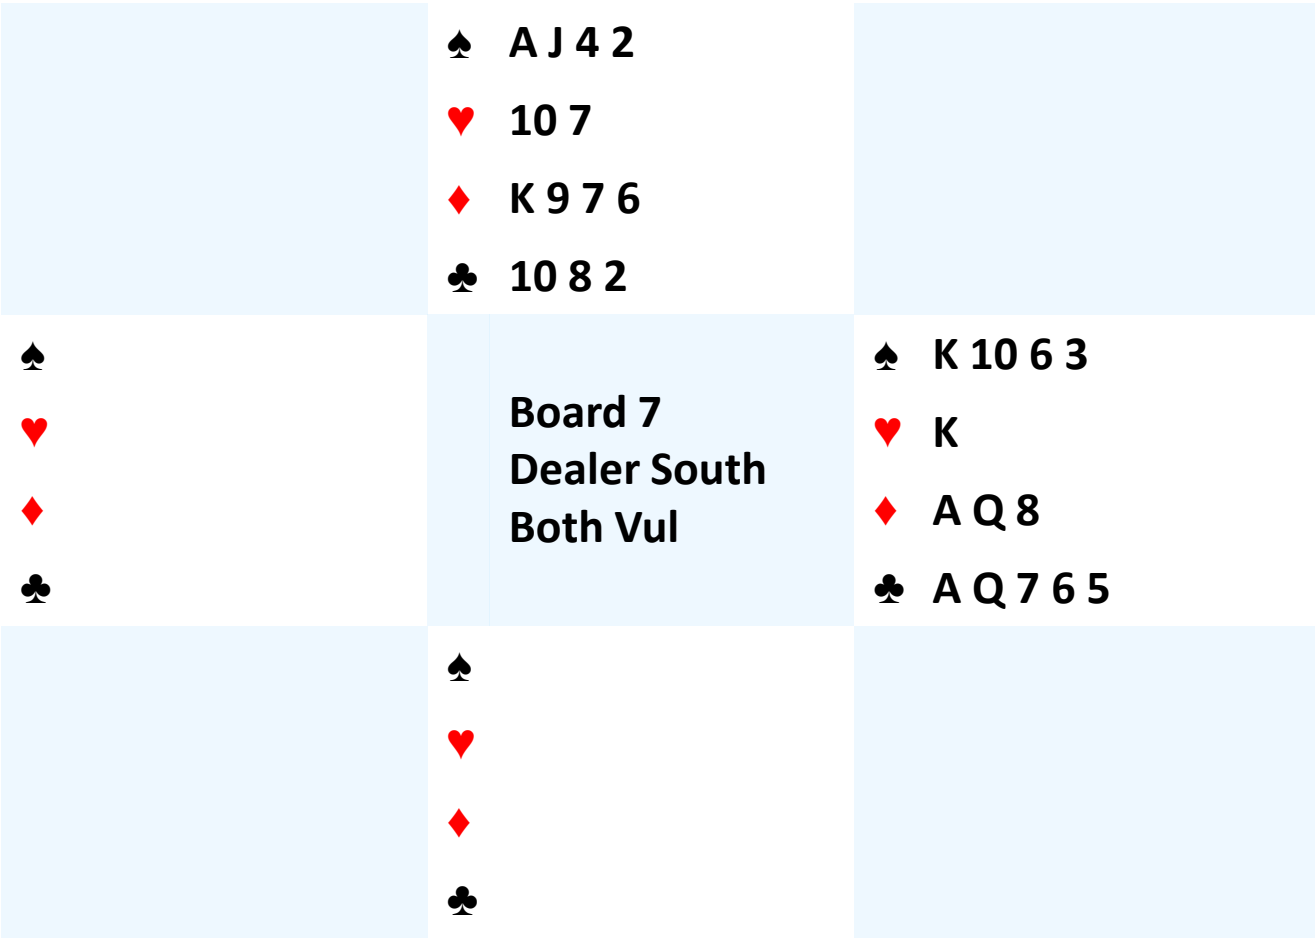 ♠ A J 4 2
♥ 10 7
♦ K 9 7 6
♣ 10 8 2
♠
♥
♦
♣
Board 7
Dealer South
Both Vul
♠ K 10 6 3
♥ K
♦ A Q 8
♣ A Q 7 6 5
♠
♥
♦
♣